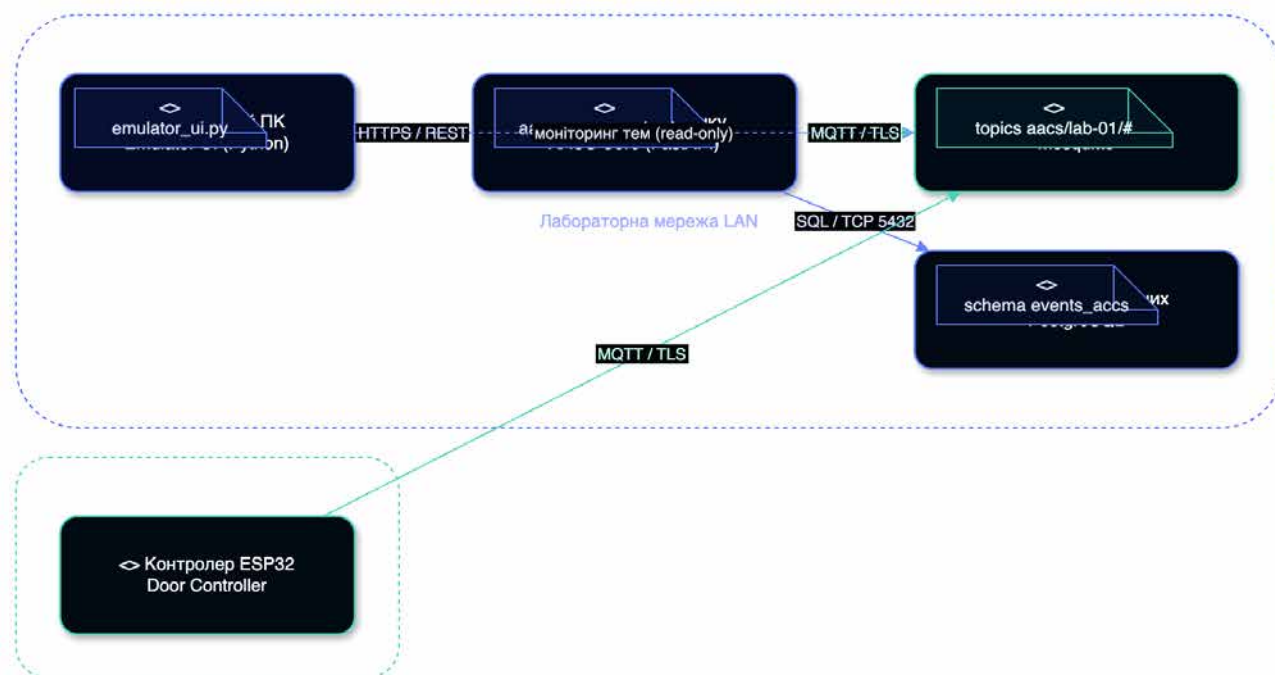 <>
emulator_ui.py
ПК
HTTPS / REST
моніторинг тем (read-only)
MQTT / TLS
<>
topics aacs/lab-01/#
Лабораторна мережа LAN
SQL / TCP 5432
<>
schema events_accs
MQTT / TLS
<> Контролер ESP32
Door Controller